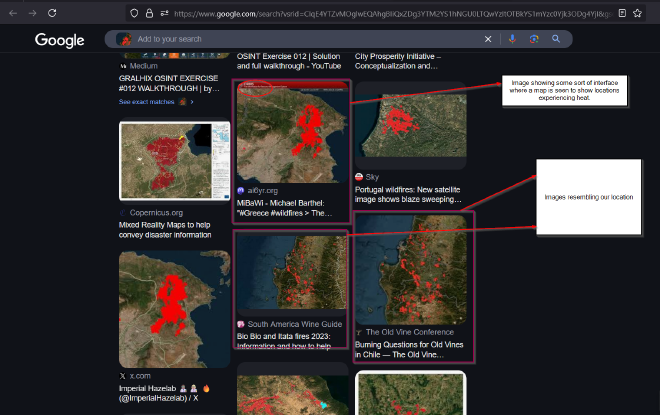 https://www.google.com/search?vsrid=
Google
Add to your search
Medium
GRALHIX OSINT EXERCISE
#012 WALKTHROUGH | by…
See exact matches
OSINT Exercise 012 | Solution
and full walkthrough - YouTube
City Prosperity Initiative –
Conceptualization and…
Image showing some sort of interface
where a map is seen to show locations
experiencing heat.
Copernicus.org
Mixed Reality Maps to help
convey disaster information
ai6yr.org
MiBaWi - Michael Barthel:
"#Greece #wildfires > The…
Sky
Portugal wildfires: New satellite
image shows blaze sweeping…
Images resembling our location
x.com
Imperial Hazelab
(@ImperialHazelab) / X
South America Wine Guide
Bio Bio and Itata fires 2023:
Information and how to help
The Old Vine Conference
Burning Questions for Old Vines
in Chile — The Old Vine…